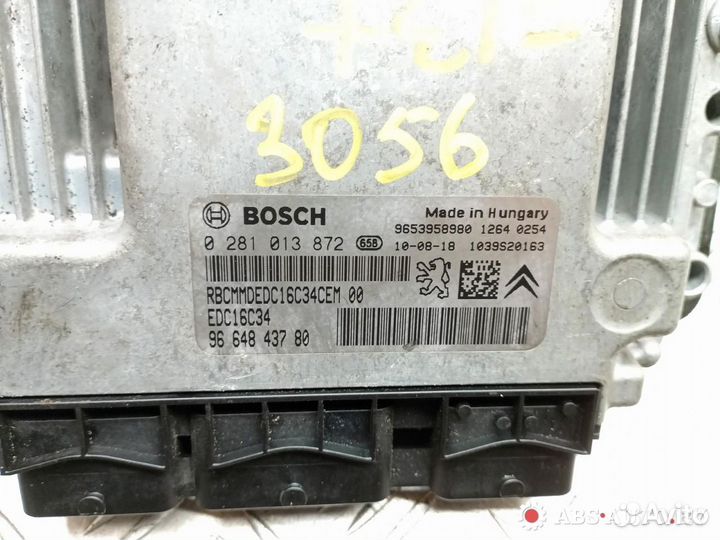 3056
BOSCH
Made in Hungary
9653958980 1264 0254
0 281 013 872 658 10-08-18 1039S20163
RBCMMDEDC16C34CEM 00
EDC16C34
96 648 437 80
Avito